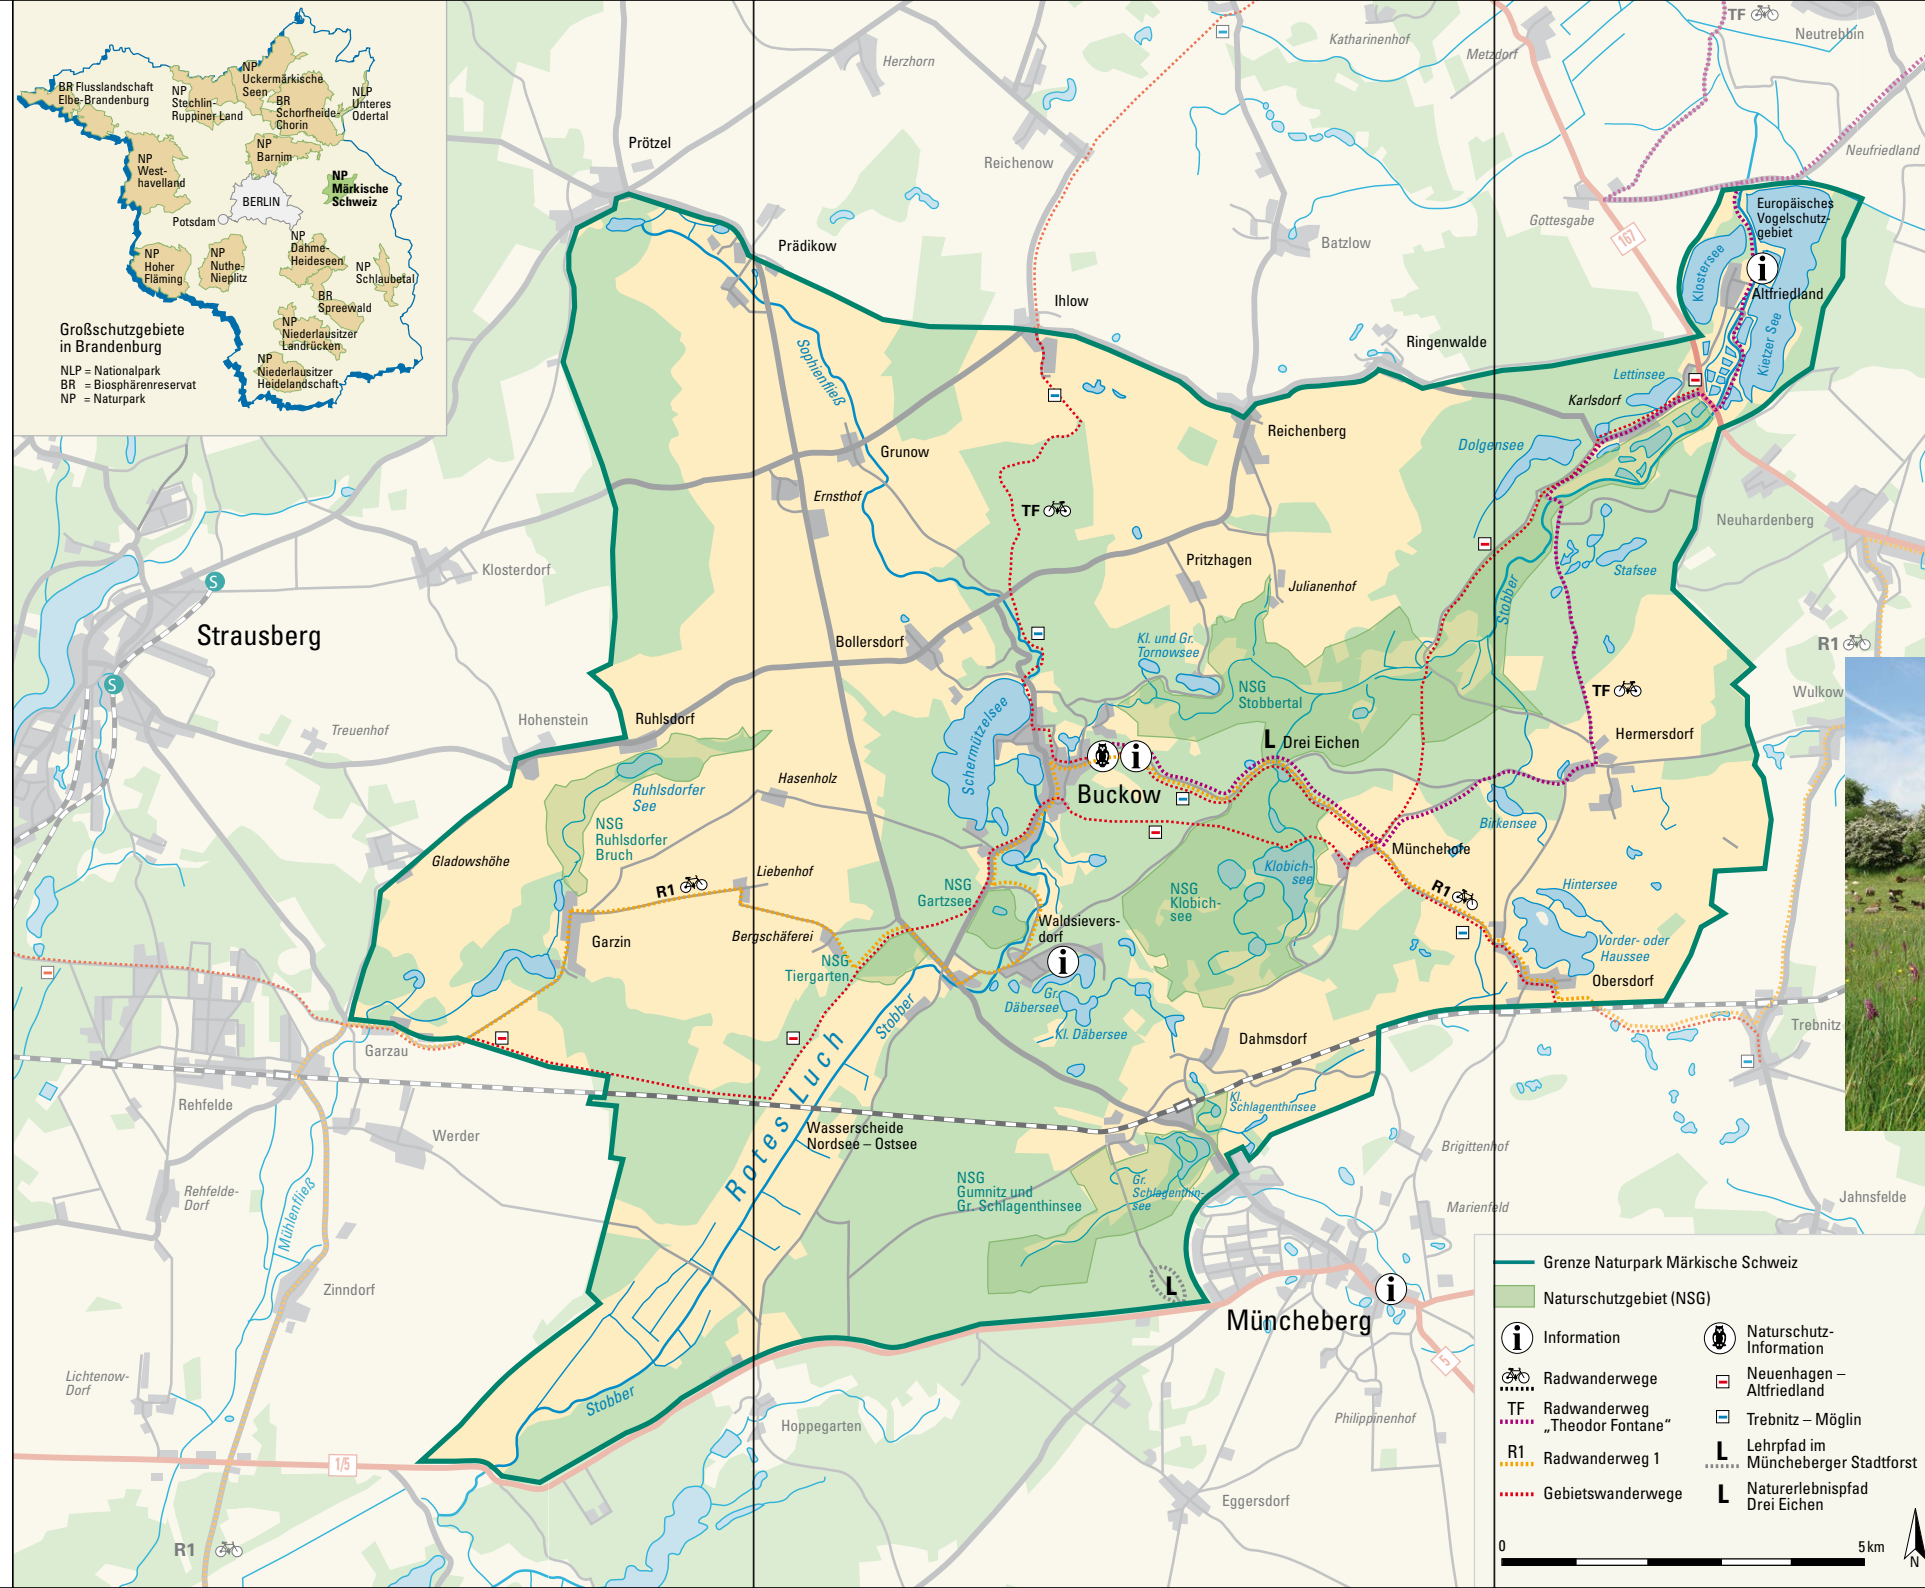 BR Flusslandschaft
Elbe-Brandenburg
NP
Stechlin-
Ruppiner Land
NP
Uckermärkische
Seen
BR
Schorfheide-
Chorin
NLP
Unteres
Odertal
NP
Barnim
NP
West-
havelland
NP
Märkische
Schweiz
BERLIN
Potsdam
NP
Hoher
Fläming
NP
Nuthe-
Nieplitz
NP
Dahme-
Heideseen
NP
Schlaubetal
BR
Spreewald
NP
Niederlausitzer
Landrücken
NP
Niederlausitzer
Heidelandschaft
Großschutzgebiete
in Brandenburg
NLP = Nationalpark
BR = Biosphärenreservat
NP = Naturpark
Herzhorn
Katharinenhof
Metzdorf
TF
Neutrebbin
Prötzel
Reichenow
Neufriedland
Gottesgabe
167
Batzlow
Prädikow
Ihlow
Ringenwalde
Europäisches
Vogelschutz-
gebiet
i
Altfriedland
Klostersee
Kietzer See
Lettinsee
Karlsdorf
Sophienfließ
Reichenberg
Dolgensee
Grunow
Ernsthof
TF
Neuhardenberg
Klosterdorf
S
Strausberg
S
Pritzhagen
Julianenhof
Stafsee
Stobber
Bollersdorf
Kl. und Gr.
Tornowsee
R1
NSG
Stobbertal
TF
Wulkow
Treuenhof
Hohenstein
Ruhlsdorf
Schermützelsee
L Drei Eichen
Hermersdorf
i
Buckow
Hasenholz
Ruhlsdorfer
See
NSG
Ruhlsdorfer
Bruch
Birkensee
Gladowshöhe
Liebenhof
R1
Münchehofe
Klobich-
see
NSG
Klobich-
see
NSG
Gartzsee
R1
Hintersee
Waldsievers-
dorf
i
Garzin
Bergschäferei
NSG
Tiergarten
Vorder- oder
Haussee
Obersdorf
Gr.
Däbersee
Kl. Däbersee
Stobber
Dahmsdorf
Trebnitz
Garzau
Rotes Luch
Kl.
Schlagenthinsee
Rehfelde
Werder
Wasserscheide
Nordsee – Ostsee
Brigittenhof
Rehfelde-
Dorf
Mühlenfließ
NSG
Gumnitz und
Gr. Schlagenthinsee
Gr.
Schlagenthin-
see
Marienfeld
Jahnsfelde
Zinndorf
L
i
Müncheberg
5
Lichtenow-
Dorf
Stobber
Hoppegarten
Philippinenhof
1/5
Eggersdorf
R1
Grenze Naturpark Märkische Schweiz
Naturschutzgebiet (NSG)
i Information
Naturschutz-
Information
Radwanderwege
Neuenhagen –
Altfriedland
TF Radwanderweg
„Theodor Fontane“
Trebnitz – Möglin
R1 Radwanderweg 1
L Lehrpfad im
Müncheberger Stadtforst
Gebietswanderwege
L Naturerlebnispfad
Drei Eichen
0 5 km
N